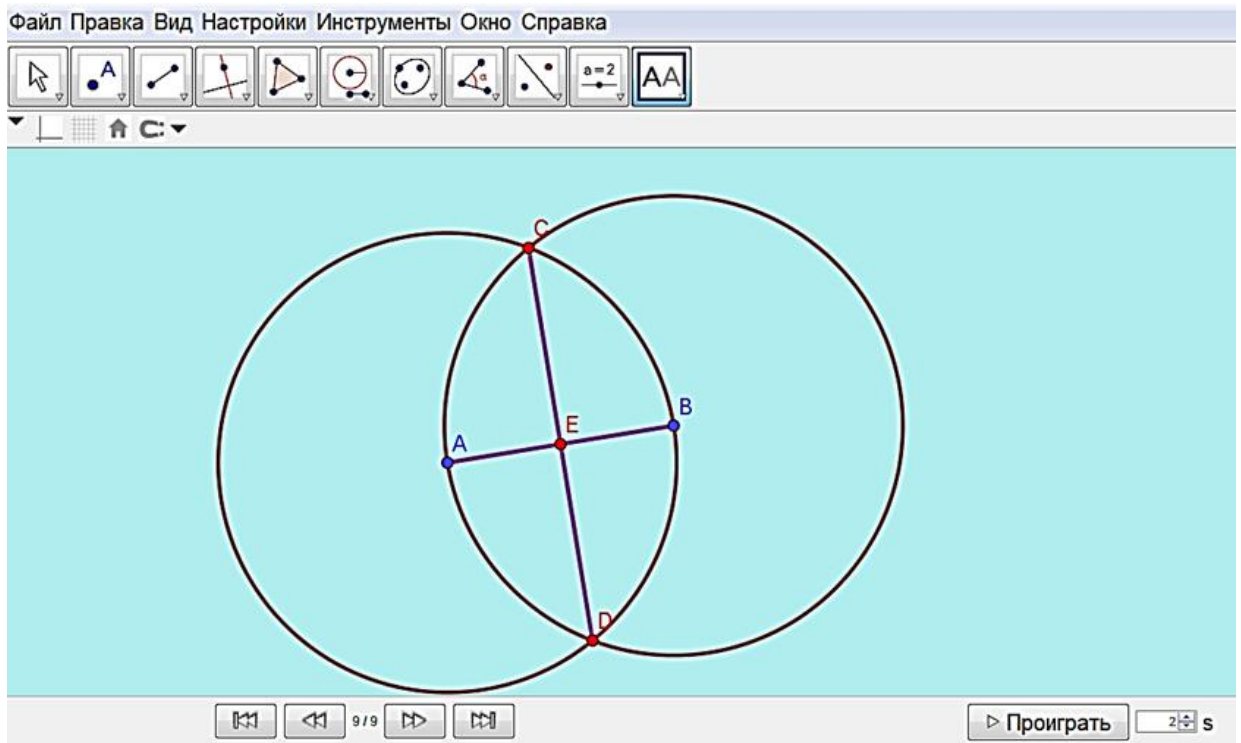 Файл Правка Вид Настройки Инструменты Окно Справка
A
α
a=2
AA
C
B
E
A
D
9 / 9
Проиграть
2 s